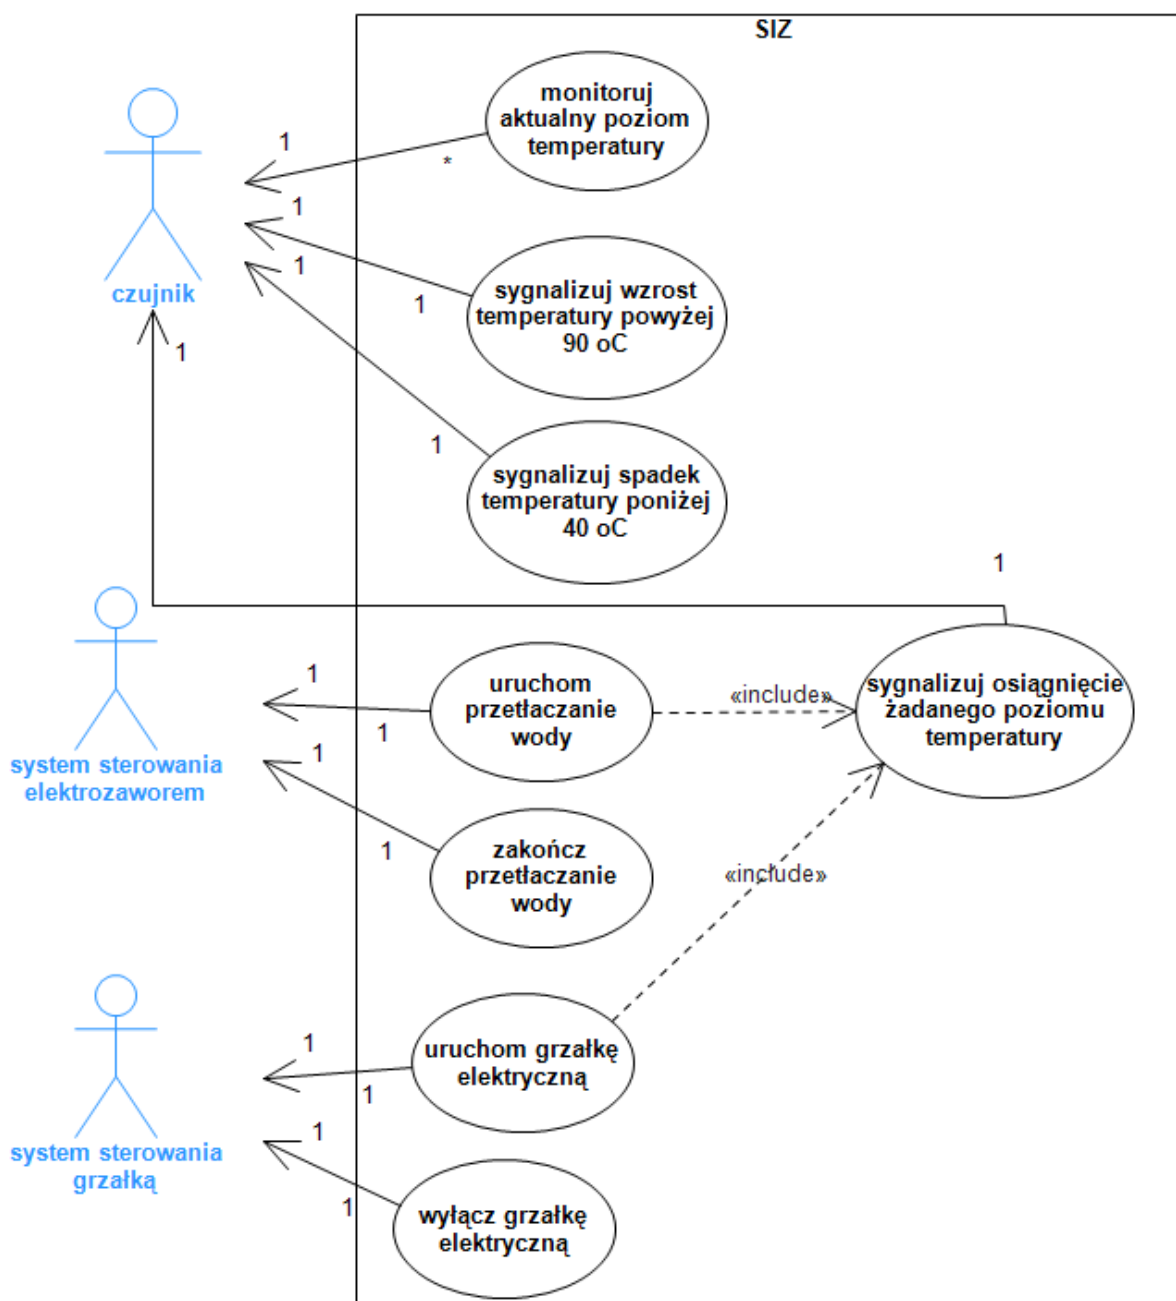 SIZ
monitoruj
aktualny poziom
temperatury
1
*
czujnik
1
1
sygnalizuj wzrost
temperatury powyżej
90 oC
1
1
sygnalizuj spadek
temperatury poniżej
40 oC
1
1
1
system sterowania
elektrozaworem
uruchom
przetłaczanie
wody
1
1
«include»
sygnalizuj osiągnięcie
żadanego poziomu
temperatury
zakończ
przetłaczanie
wody
1
1
«include»
system sterowania
grzałką
uruchom grzałkę
elektryczną
1
1
wyłącz grzałkę
elektryczną
1
1